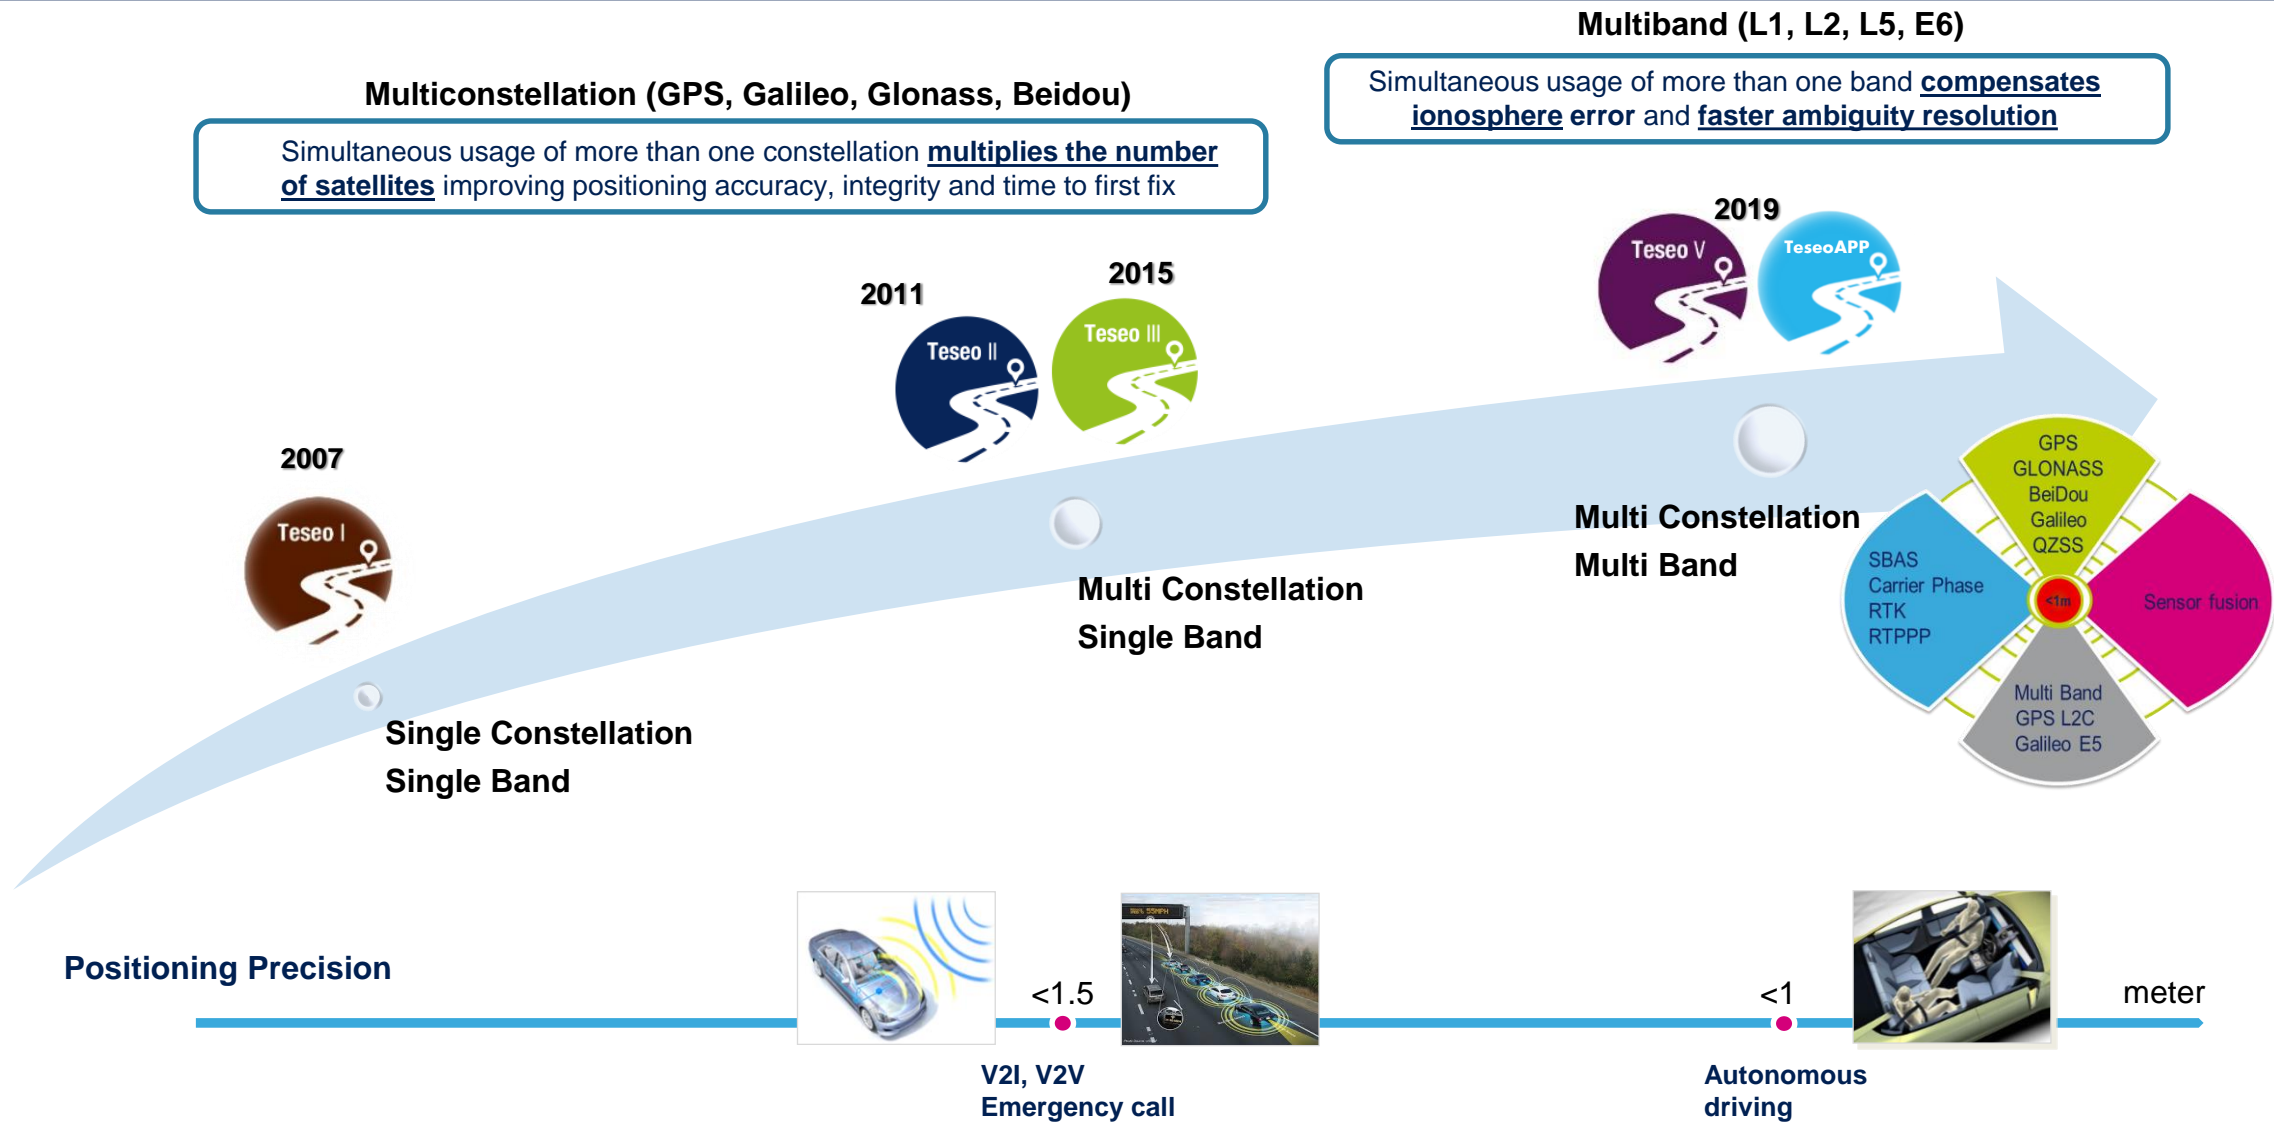 Multiband (L1, L2, L5, E6)
Simultaneous usage of more than one band compensates
ionosphere error and faster ambiguity resolution
Multiconstellation (GPS, Galileo, Glonass, Beidou)
Simultaneous usage of more than one constellation multiplies the number
of satellites improving positioning accuracy, integrity and time to first fix
2007
Teseo I
2011
Teseo II
2015
Teseo III
2019
Teseo V
TeseoAPP
Single Constellation
Single Band
Multi Constellation
Single Band
Multi Constellation
Multi Band
GPS
GLONASS
BeiDou
Galileo
QZSS
SBAS
Carrier Phase
RTK
RTPPP
<1m
Sensor fusion
Multi Band
GPS L2C
Galileo E5
Positioning Precision
55MPH
<1.5
<1
meter
V2I, V2V
Emergency call
Autonomous
driving